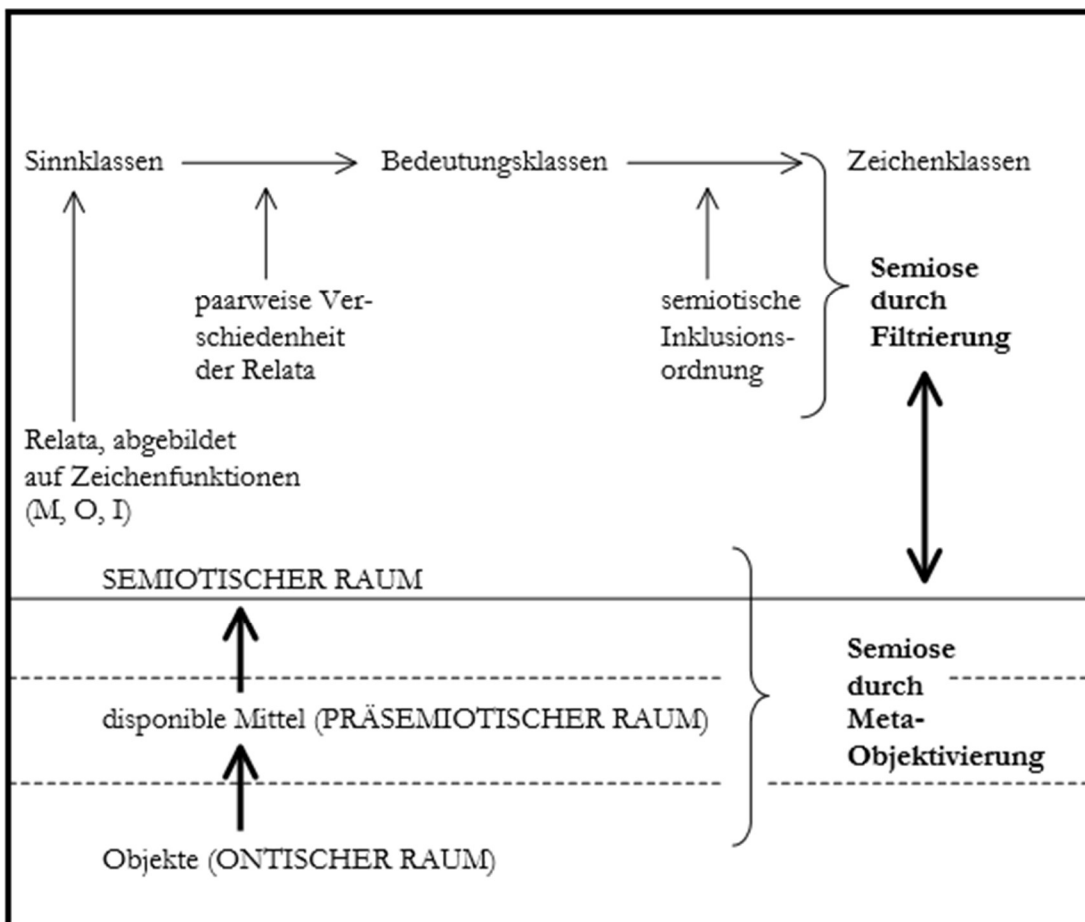 Sinnklassen
Bedeutungsklassen
Zeichenklassen
paarweise Ver-
schiedenheit
der Relata
semiotische
Inklusions-
ordnung
Semiose
durch
Filtrierung
Relata, abgebildet
auf Zeichenfunktionen
(M, O, I)
SEMIOTISCHER RAUM
disponible Mittel (PRÄSEMIOTISCHER RAUM)
Objekte (ONTISCHER RAUM)
Semiose
durch
Meta-
Objektivierung